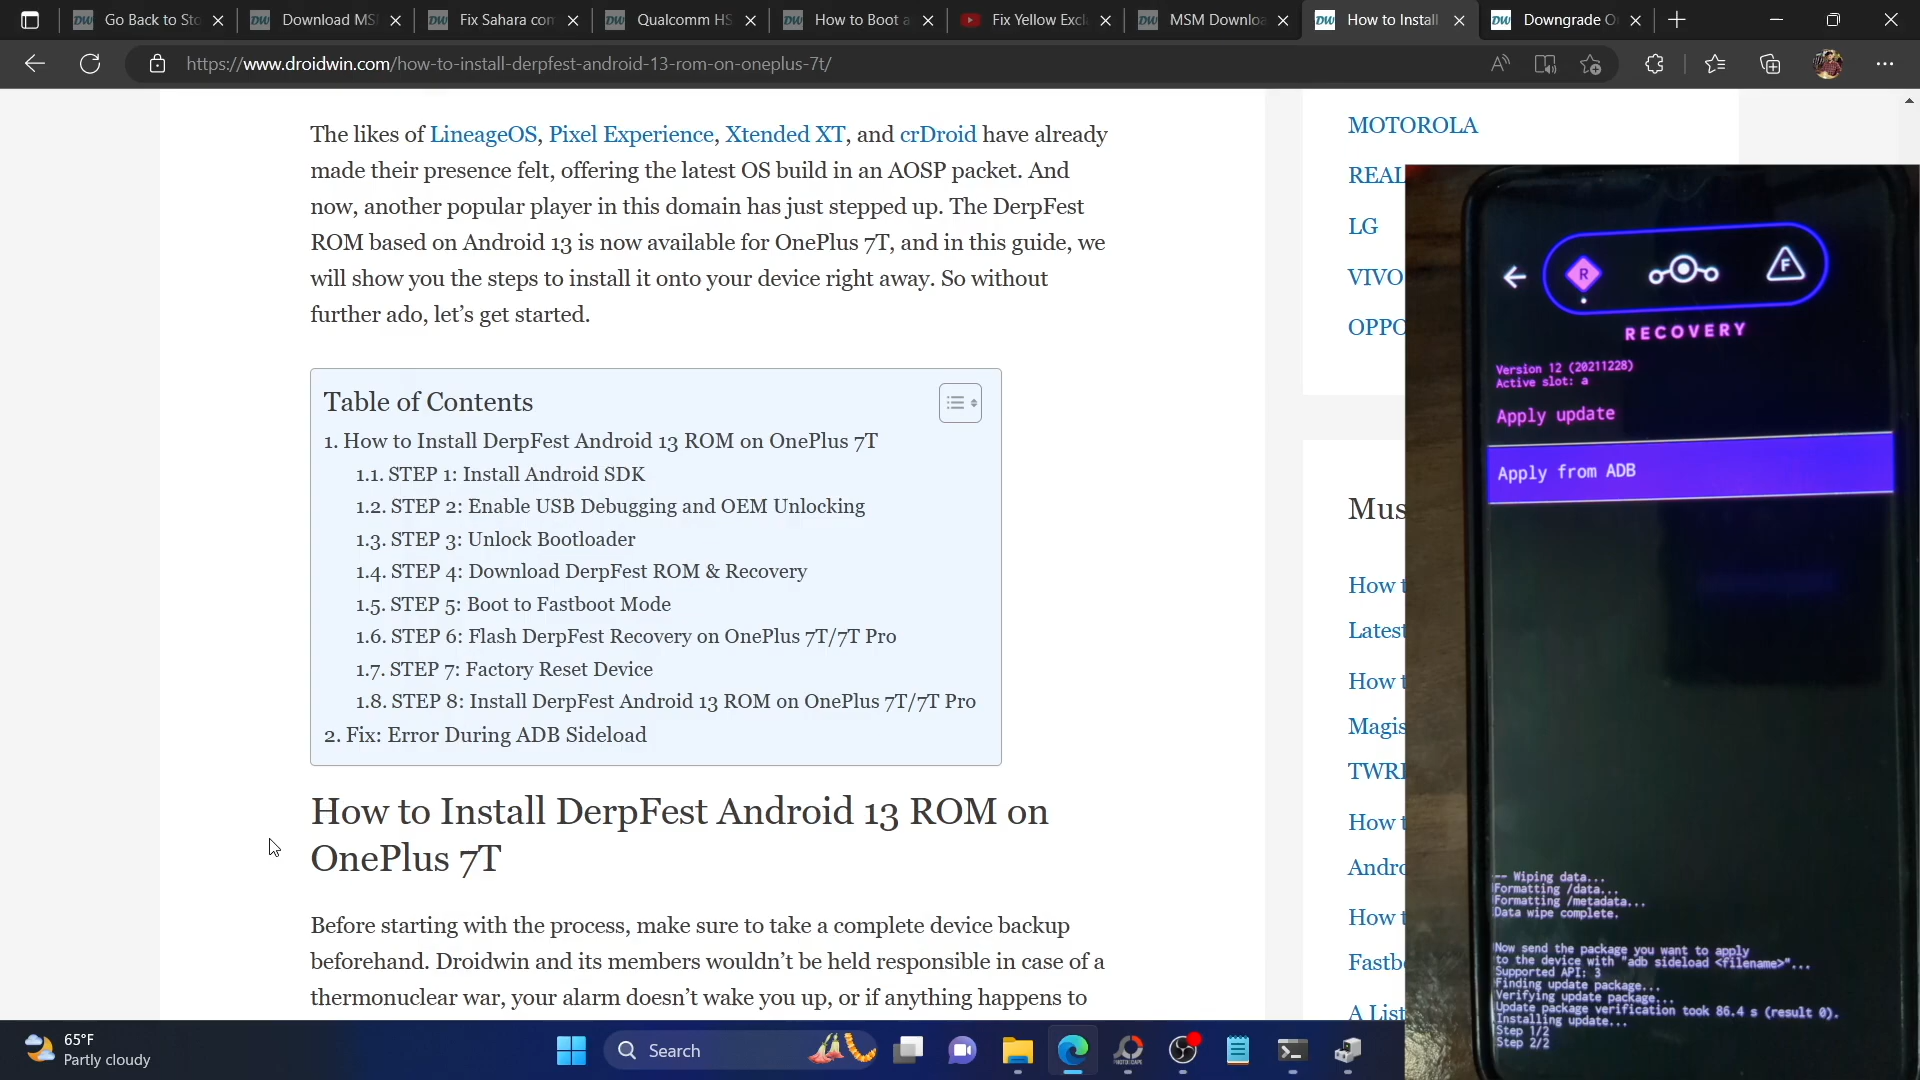 Go Back to Sto
Download MS
Fix Sahara com
Qualcomm HS
How to Boot a
Fix Yellow Excl
MSM Downloa
How to Install
Downgrade O
https://www.droidwin.com/how-to-install-derpfest-android-13-rom-on-oneplus-7t/
The likes of LineageOS, Pixel Experience, Xtended XT, and crDroid have already
made their presence felt, offering the latest OS build in an AOSP packet. And
now, another popular player in this domain has just stepped up. The DerpFest
ROM based on Android 13 is now available for OnePlus 7T, and in this guide, we
will show you the steps to install it onto your device right away. So without
further ado, let’s get started.
Table of Contents
1. How to Install DerpFest Android 13 ROM on OnePlus 7T
1.1. STEP 1: Install Android SDK
1.2. STEP 2: Enable USB Debugging and OEM Unlocking
1.3. STEP 3: Unlock Bootloader
1.4. STEP 4: Download DerpFest ROM & Recovery
1.5. STEP 5: Boot to Fastboot Mode
1.6. STEP 6: Flash DerpFest Recovery on OnePlus 7T/7T Pro
1.7. STEP 7: Factory Reset Device
1.8. STEP 8: Install DerpFest Android 13 ROM on OnePlus 7T/7T Pro
2. Fix: Error During ADB Sideload
How to Install DerpFest Android 13 ROM on
OnePlus 7T
Before starting with the process, make sure to take a complete device backup
beforehand. Droidwin and its members wouldn’t be held responsible in case of a
thermonuclear war, your alarm doesn’t wake you up, or if anything happens to
MOTOROLA
REAL
LG
VIVO
OPPO
Mus
How t
Latest
How t
Magis
TWRI
How t
Andro
How t
Fastbo
A List
R
F
RECOVERY
Version 12 (20211228)
Active slot: a
Apply update
Apply from ADB
-- Wiping data...
Formatting /data...
Formatting /metadata...
Data wipe complete.
Now send the package you want to apply
to the device with "adb sideload <filename>"...
Supported API: 3
Finding update package...
Verifying update package...
Update package verification took 86.4 s (result 0).
Installing update...
Step 1/2
Step 2/2
65°F
Partly cloudy
Search